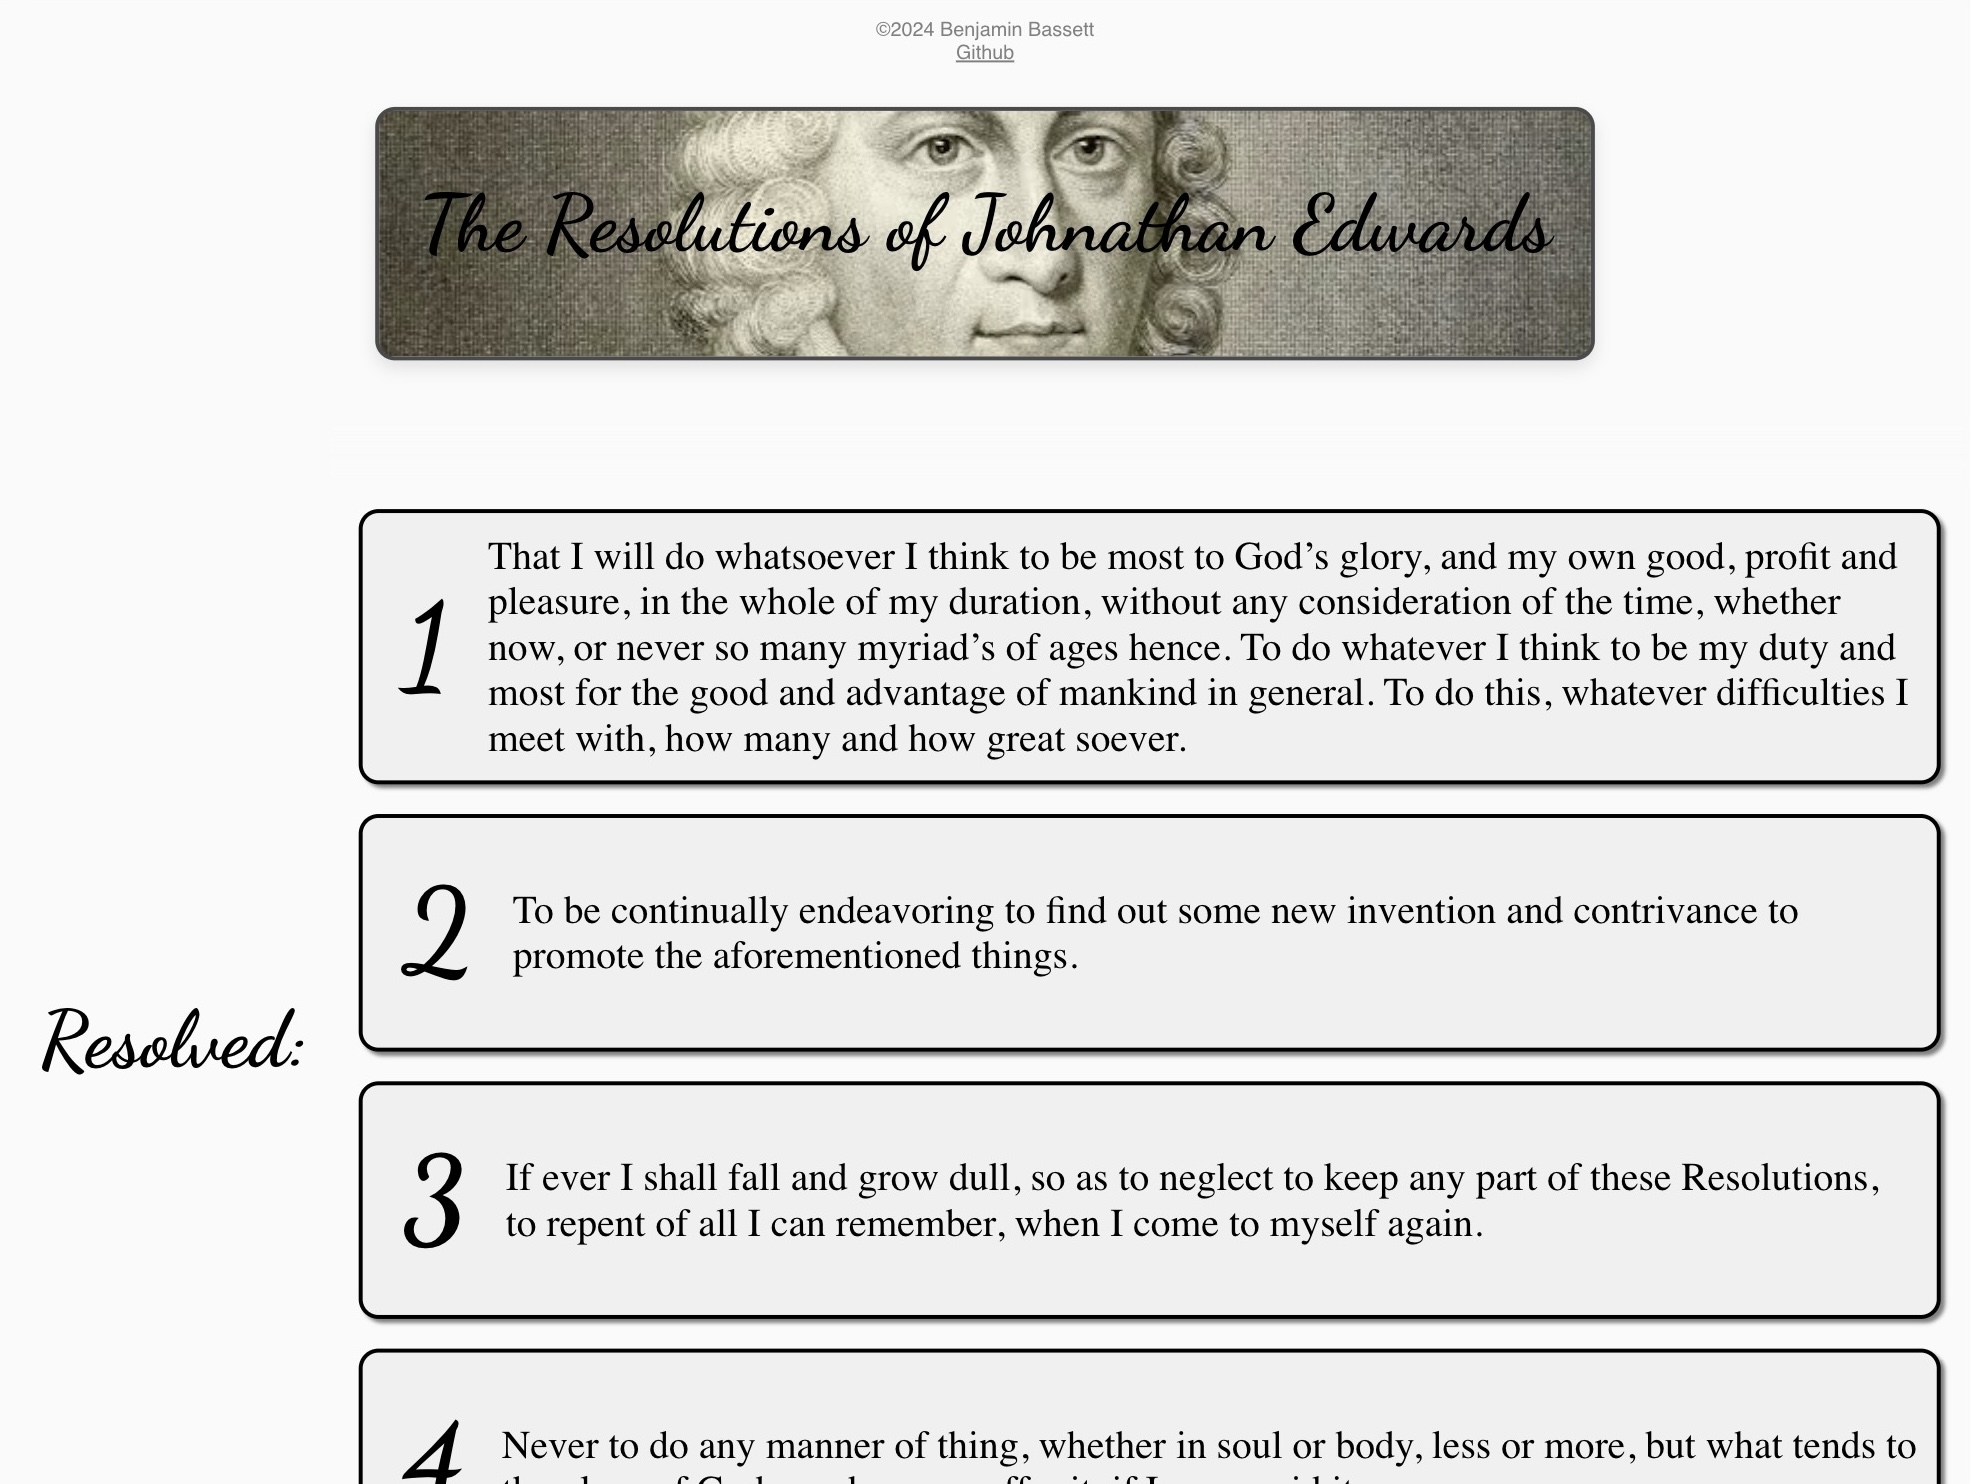 ©2024 Benjamin Bassett
Github
The Resolutions of Johnathan Edwards
Resolved:
1
That I will do whatsoever I think to be most to God’s glory, and my own good, profit and
pleasure, in the whole of my duration, without any consideration of the time, whether
now, or never so many myriad’s of ages hence. To do whatever I think to be my duty and
most for the good and advantage of mankind in general. To do this, whatever difficulties I
meet with, how many and how great soever.
2
To be continually endeavoring to find out some new invention and contrivance to
promote the aforementioned things.
3
If ever I shall fall and grow dull, so as to neglect to keep any part of these Resolutions,
to repent of all I can remember, when I come to myself again.
4
Never to do any manner of thing, whether in soul or body, less or more, but what tends to